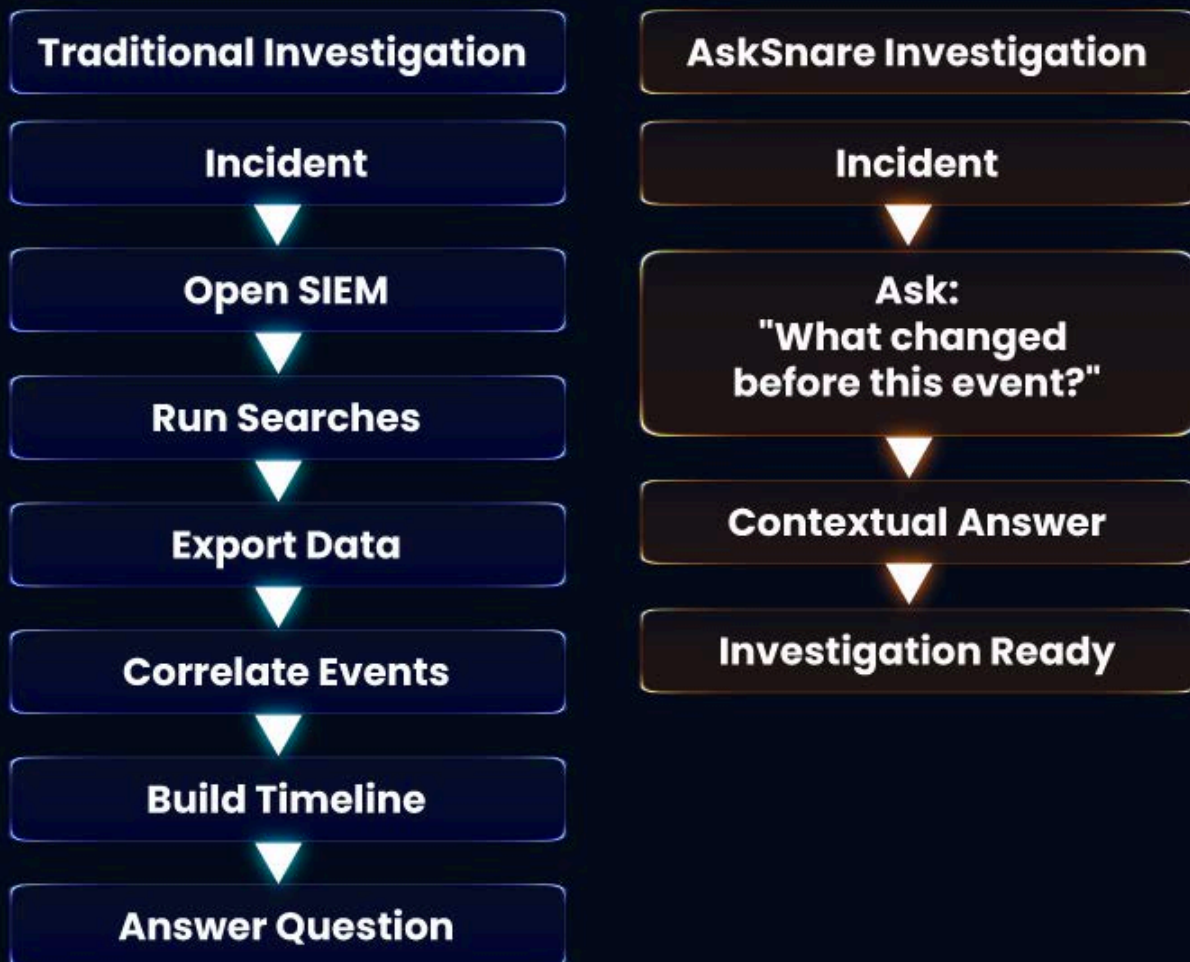 Traditional Investigation
Incident
Open SIEM
Run Searches
Export Data
Correlate Events
Build Timeline
Answer Question
AskSnare Investigation
Incident
Ask:
"What changed
before this event?"
Contextual Answer
Investigation Ready